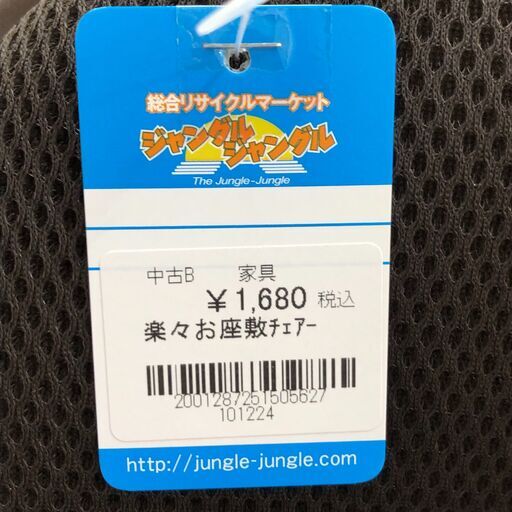 総合リサイクルマーケット
ジャングル
ジャングル
The Jungle-Jungle
中古B 家具
¥1,680 税込
楽々お座敷ﾁｪｱｰ
2001287251505627
101224
http://jungle-jungle.com